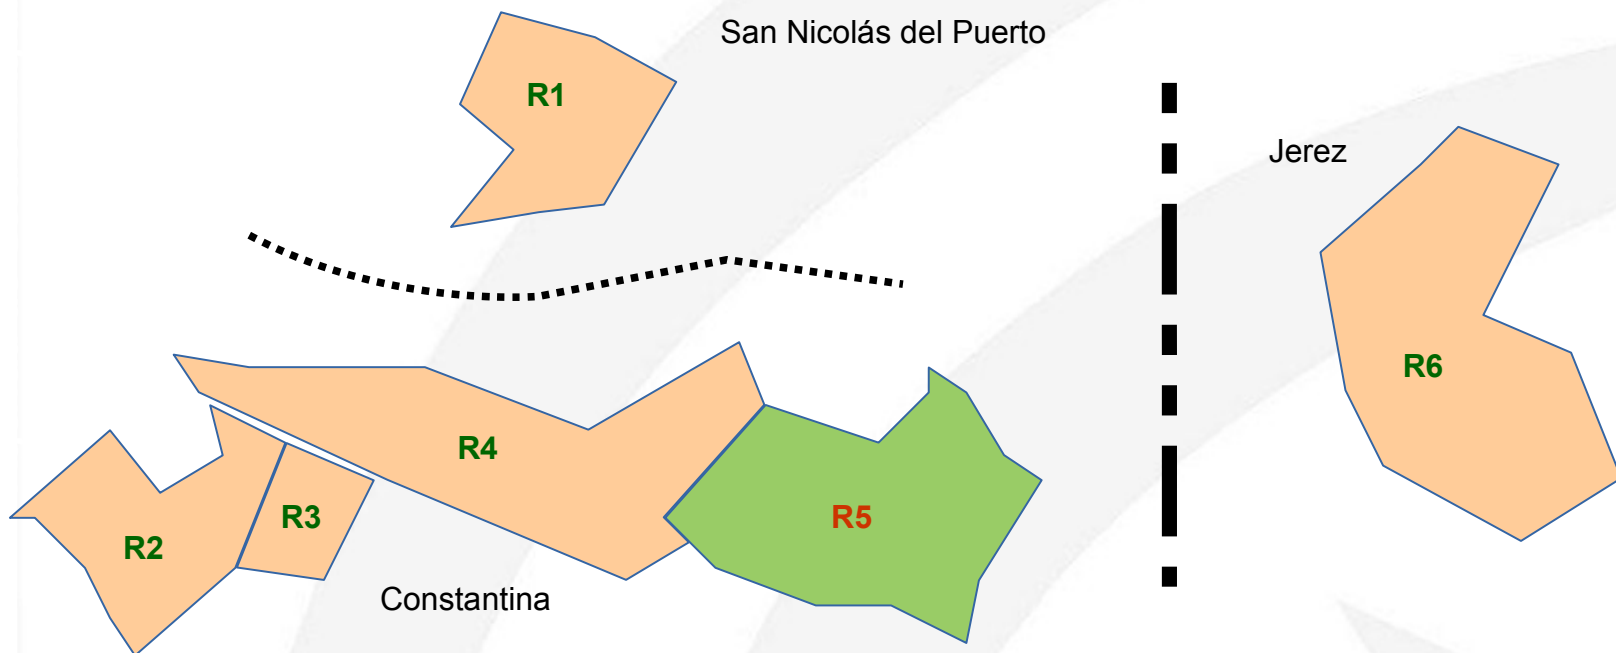 San Nicolás del Puerto
R1
Jerez
R6
R4
R5
R3
R2
Constantina